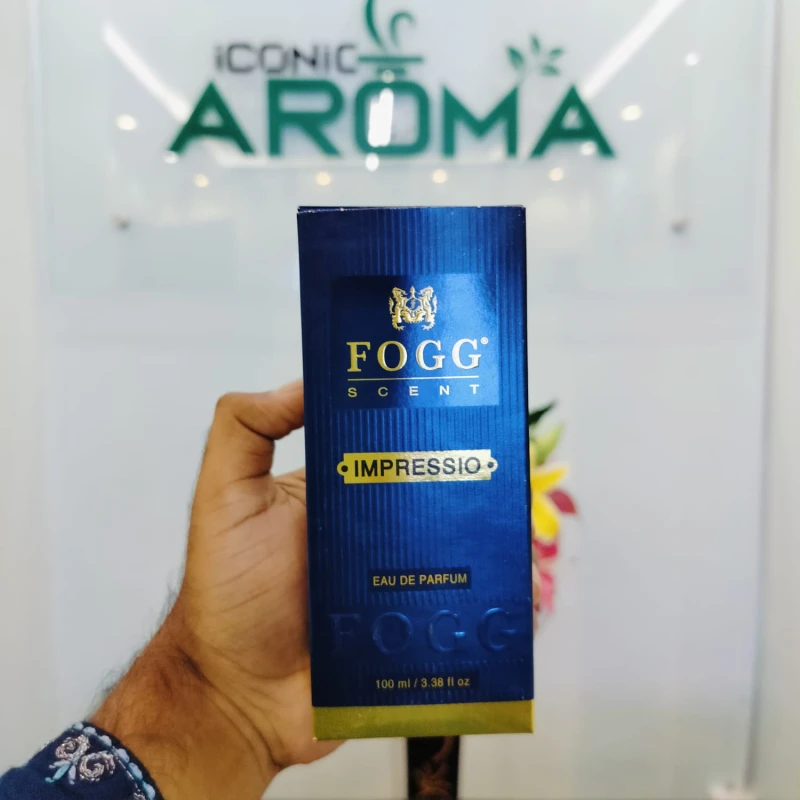 iCONiC
AROMA
FOGG®
SCENT
IMPRESSIO
EAU DE PARFUM
FOGG
100 ml / 3.38 fl oz